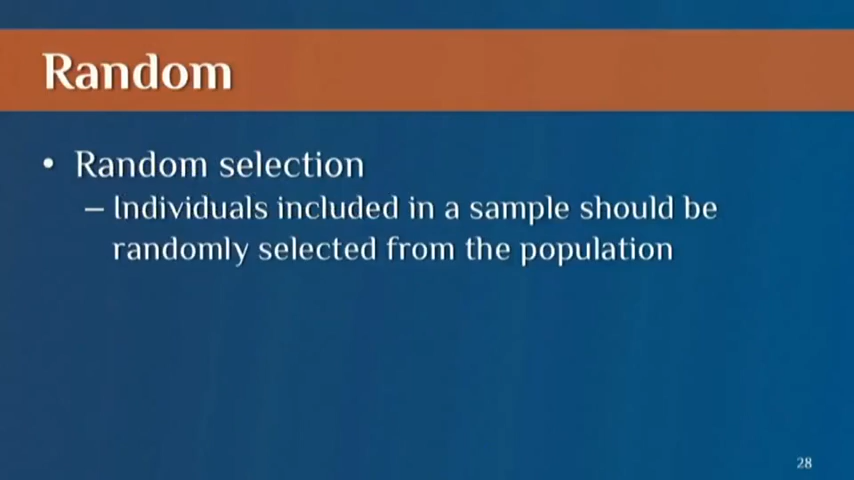 Random
• Random selection
– Individuals included in a sample should be
randomly selected from the population
28